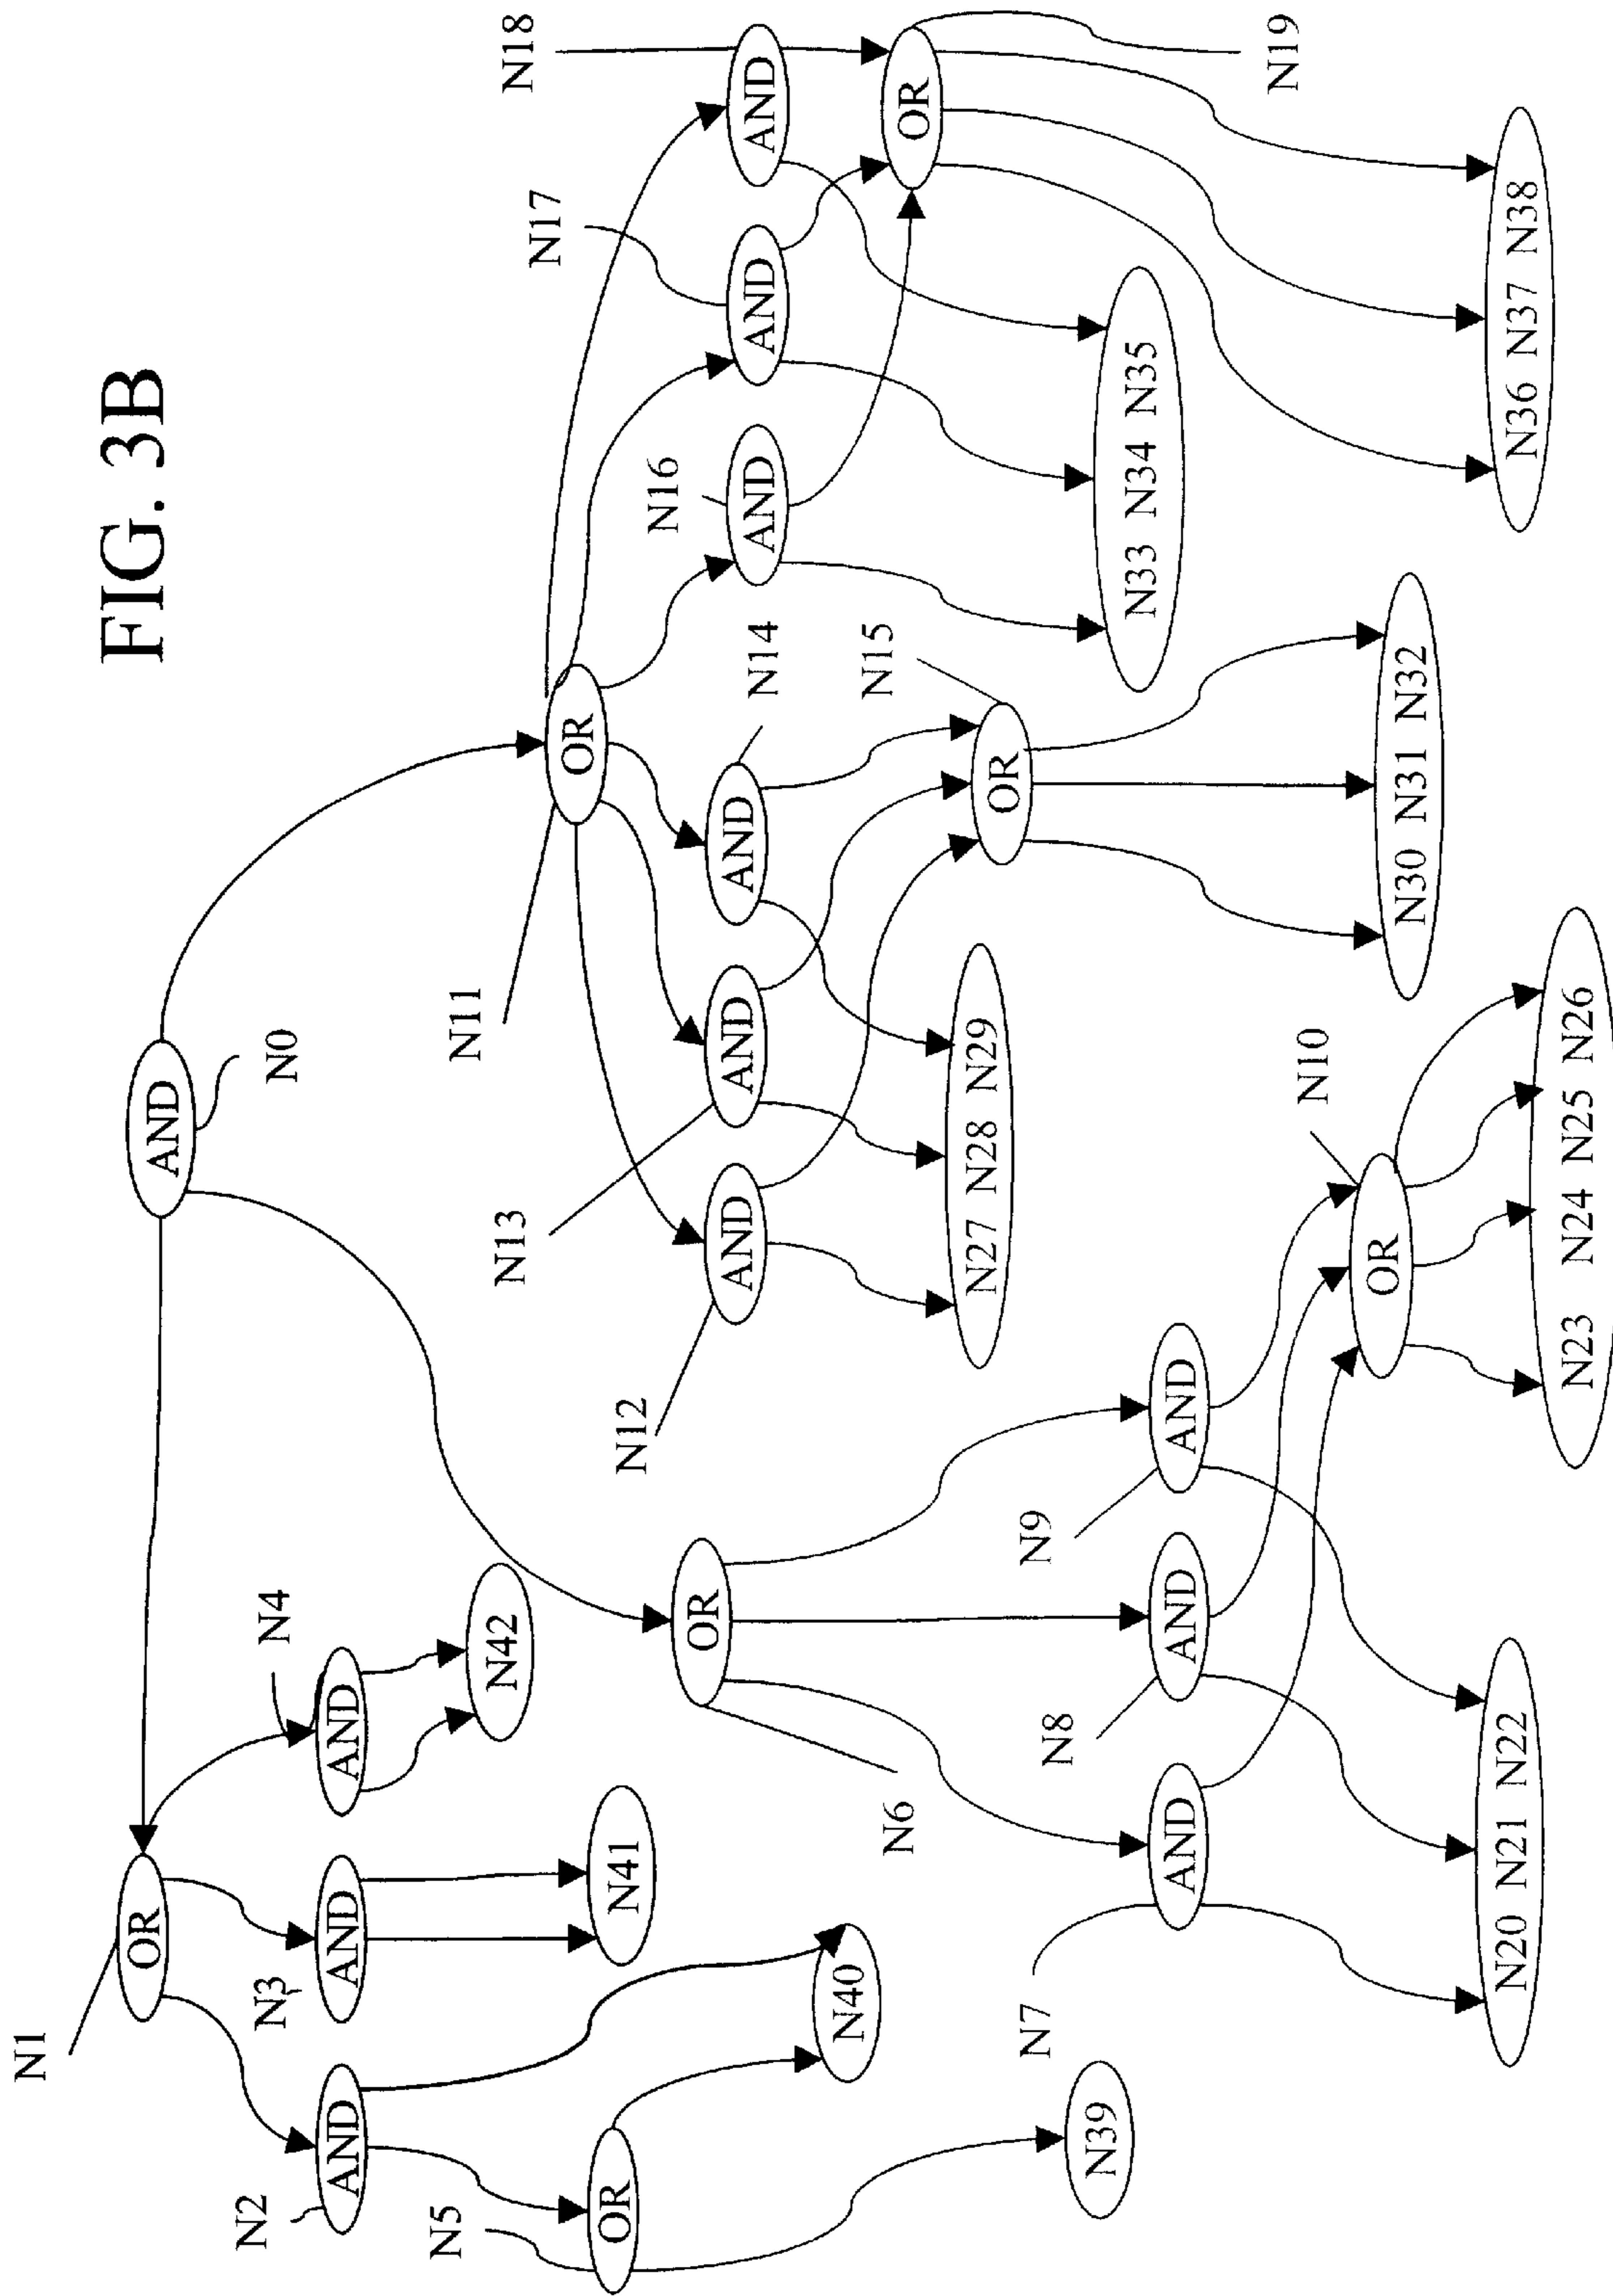 FIG. 3B
N1
OR
AND
N0
N2
AND
N3
AND
N4
AND
N42
N5
OR
N41
N40
N39
N6
OR
N7
AND
N8
AND
N9
AND
N10
OR
N20 N21 N22
N23 N24 N25 N26
N11
OR
N12
AND
N13
AND
N14
AND
N15
OR
N27 N28 N29
N30 N31 N32
N16
AND
N17
AND
N18
AND
OR
N19
N33 N34 N35
N36 N37 N38